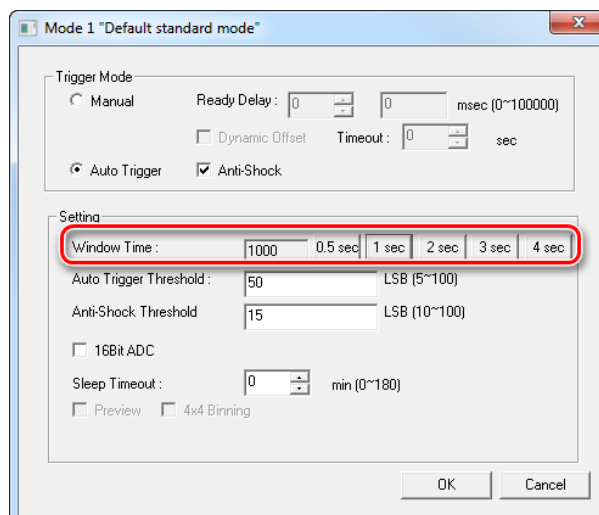 Mode 1 "Default standard mode"
Trigger Mode
Manual Ready Delay : 0 0 msec (0~100000)
Dynamic Offset Timeout : 0 sec
Auto Trigger Anti-Shock
Setting
Window Time : 1000 0.5 sec 1 sec 2 sec 3 sec 4 sec
Auto Trigger Threshold : 50 LSB (5~100)
Anti-Shock Threshold 15 LSB (10~100)
16Bit ADC
Sleep Timeout : 0 min (0~180)
Preview 4x4 Binning
OK Cancel